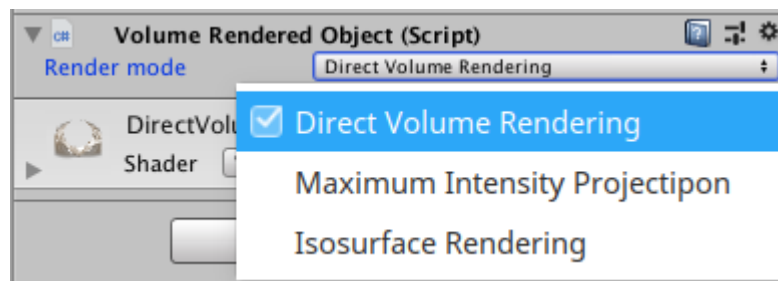 c# Volume Rendered Object (Script)
Render mode Direct Volume Rendering
DirectVolu
Direct Volume Rendering
Shader
Maximum Intensity Projectipon
Isosurface Rendering